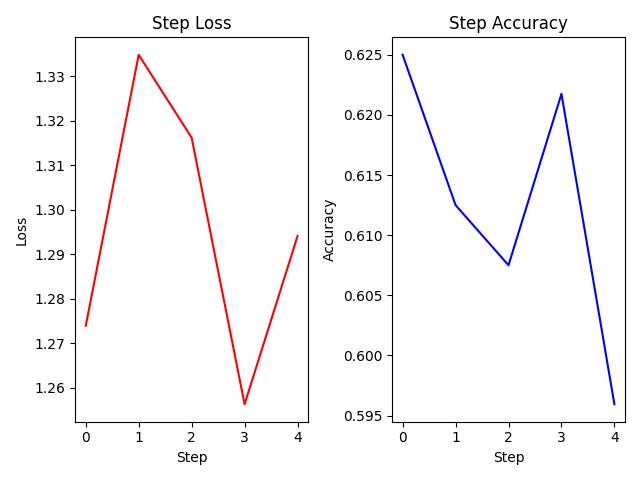 Step Loss
1.33
1.32
1.31
1.30
1.29
1.28
1.27
1.26
Loss
0 1 2 3 4
Step
Step Accuracy
0.625
0.620
0.615
0.610
0.605
0.600
0.595
Accuracy
0 1 2 3 4
Step